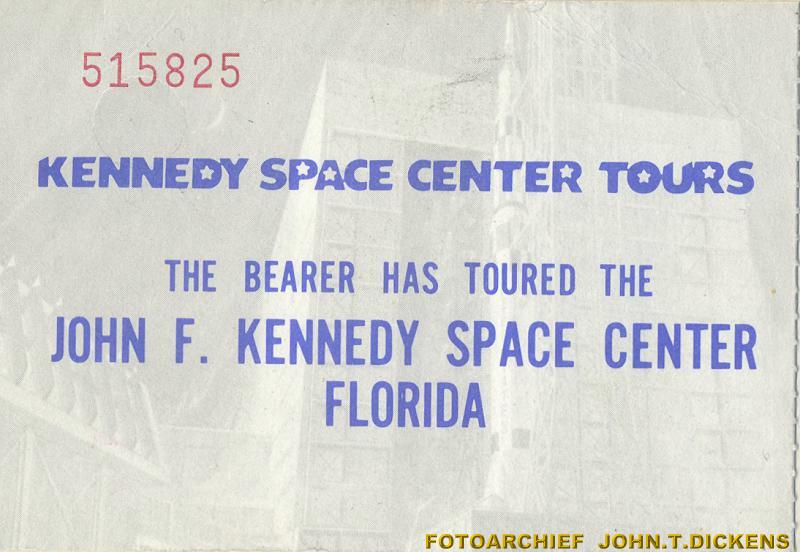 515825
KENNEDY SPACE CENTER TOURS
THE BEARER HAS TOURED THE
JOHN F. KENNEDY SPACE CENTER
FLORIDA
FOTOARCHIEF JOHN.T.DICKENS